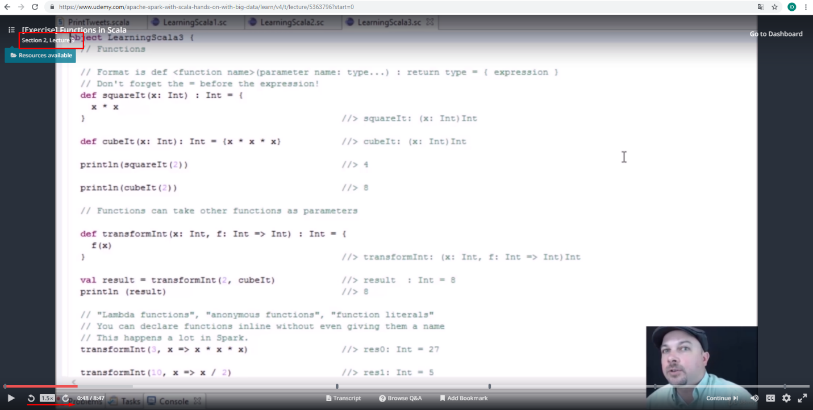 https://www.udemy.com/apache-spark-with-scala-hands-on-with-big-data/learn/v4/t/lecture/5363756?start=0
PrintTweets.scala LearningScala1.sc LearningScala2.sc LearningScala3.sc
[Exercise] Functions in Scala
Section 2, Lecture
Go to Dashboard
Resources available
object LearningScala3 {
// Functions
// Format is def <function name>(parameter name: type...) : return type = { expression }
// Don't forget the = before the expression!
def squareIt(x: Int) : Int = {
x * x
} //> squareIt: (x: Int)Int
def cubeIt(x: Int): Int = {x * x * x} //> cubeIt: (x: Int)Int
println(squareIt(2)) //> 4
println(cubeIt(2)) //> 8
// Functions can take other functions as parameters
def transformInt(x: Int, f: Int => Int) : Int = {
f(x)
} //> transformInt: (x: Int, f: Int => Int)Int
val result = transformInt(2, cubeIt) //> result : Int = 8
println (result) //> 8
// "Lambda functions", "anonymous functions", "function literals"
// You can declare functions inline without even giving them a name
// This happens a lot in Spark.
transformInt(3, x => x * x * x) //> res0: Int = 27
transformInt(10, x => x / 2) //> res1: Int = 5
Tasks Console
1.5x 0:48 / 8:47 Transcript Browse Q&A Add Bookmark Continue